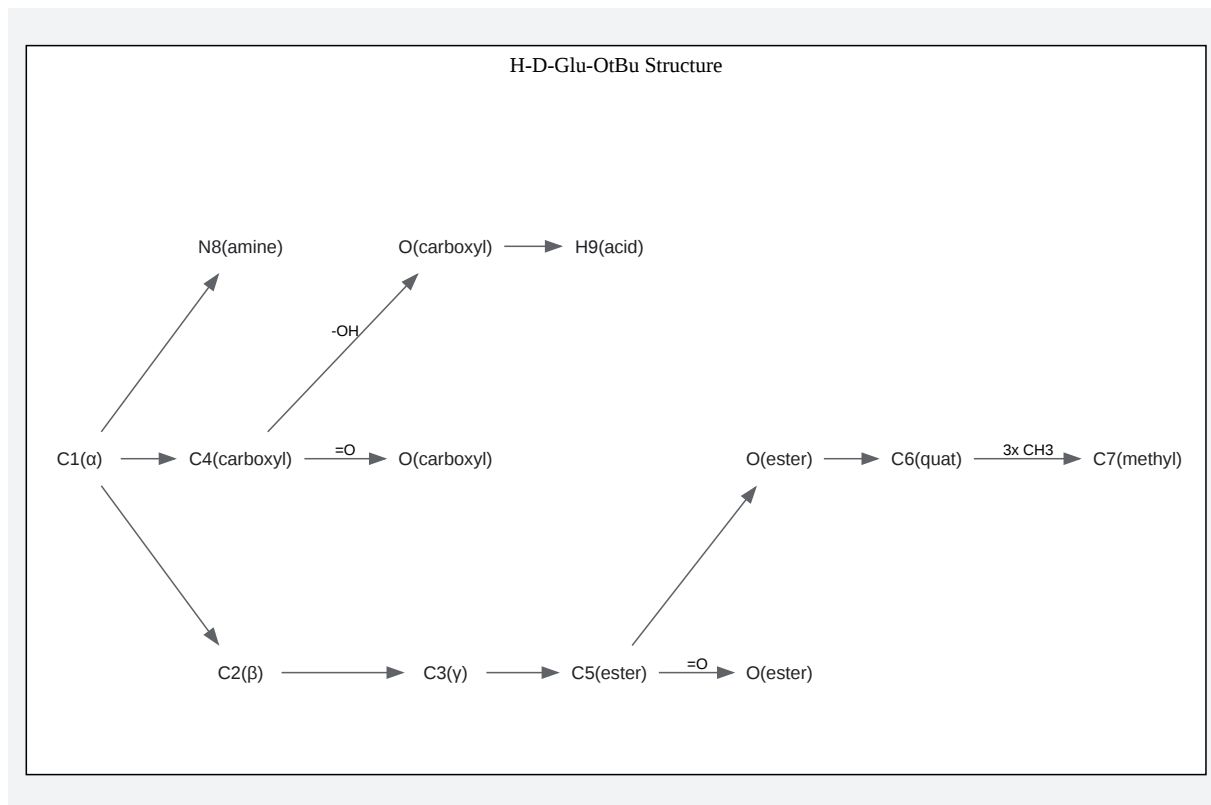 H-D-Glu-OtBu Structure
N8(amine)
O(carboxyl)
H9(acid)
-OH
C1(α)
C4(carboxyl)
=O
O(carboxyl)
O(ester)
C6(quat)
3x CH3
C7(methyl)
C2(β)
C3(γ)
C5(ester)
=O
O(ester)